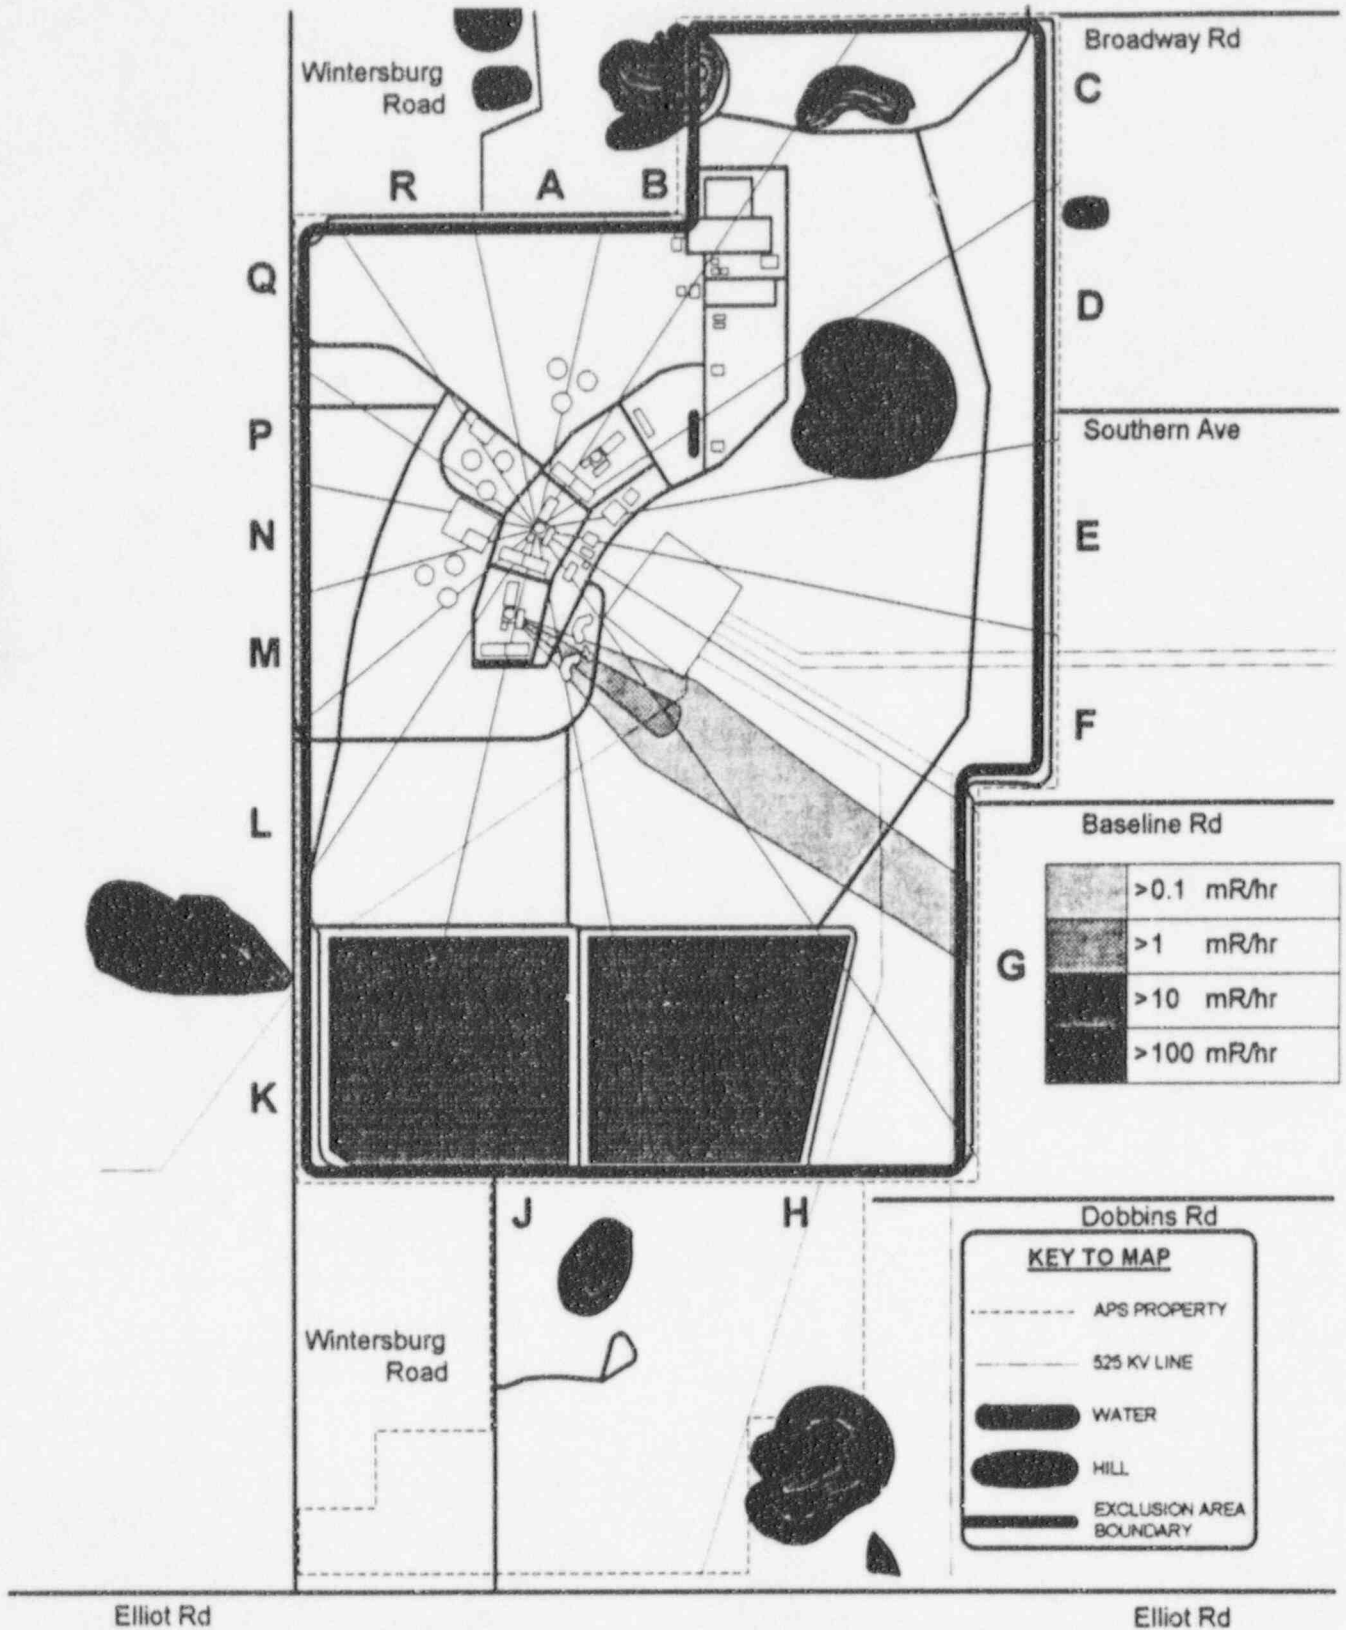 Broadway Rd
Wintersburg
Road
C
R
A
B
Q
D
P
Southern Ave
N
E
M
F
L
Baseline Rd
>0.1 mR/hr
>1 mR/hr
G
>10 mR/hr
>100 mR/hr
K
J
H
Dobbins Rd
KEY TO MAP
APS PROPERTY
Wintersburg
Road
525 KV LINE
WATER
HILL
EXCLUSION AREA
BOUNDARY
Elliot Rd
Elliot Rd